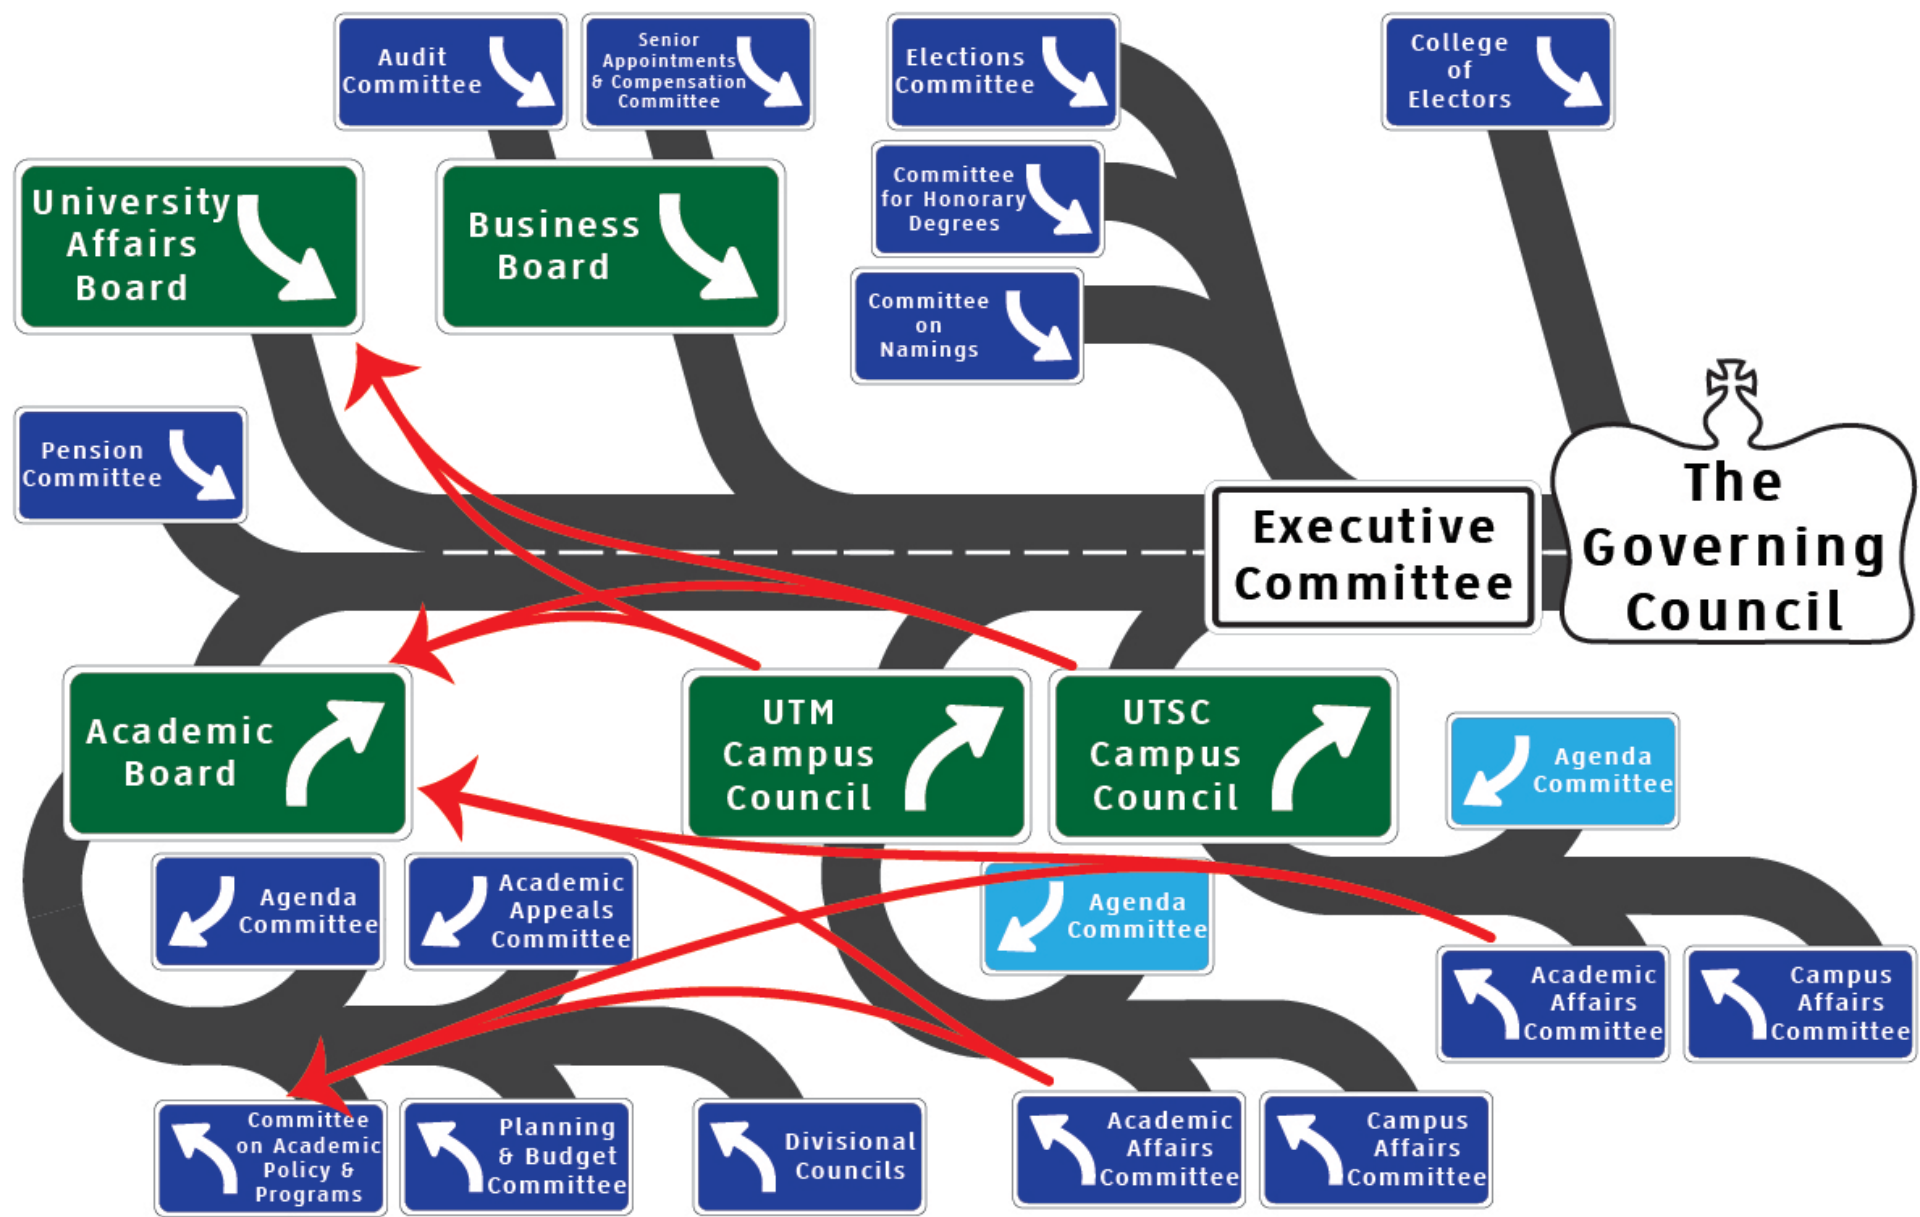 Audit
Committee
Senior
Appointments
& Compensation
Committee
Elections
Committee
College
of
Electors
Committee
for Honorary
Degrees
University
Affairs
Board
Business
Board
Committee
on
Namings
Pension
Committee
Executive
Committee
The
Governing
Council
Academic
Board
UTM
Campus
Council
UTSC
Campus
Council
Agenda
Committee
Agenda
Committee
Academic
Appeals
Committee
Agenda
Committee
Academic
Affairs
Committee
Campus
Affairs
Committee
Committee
on Academic
Policy &
Programs
Planning
& Budget
Committee
Divisional
Councils
Academic
Affairs
Committee
Campus
Affairs
Committee